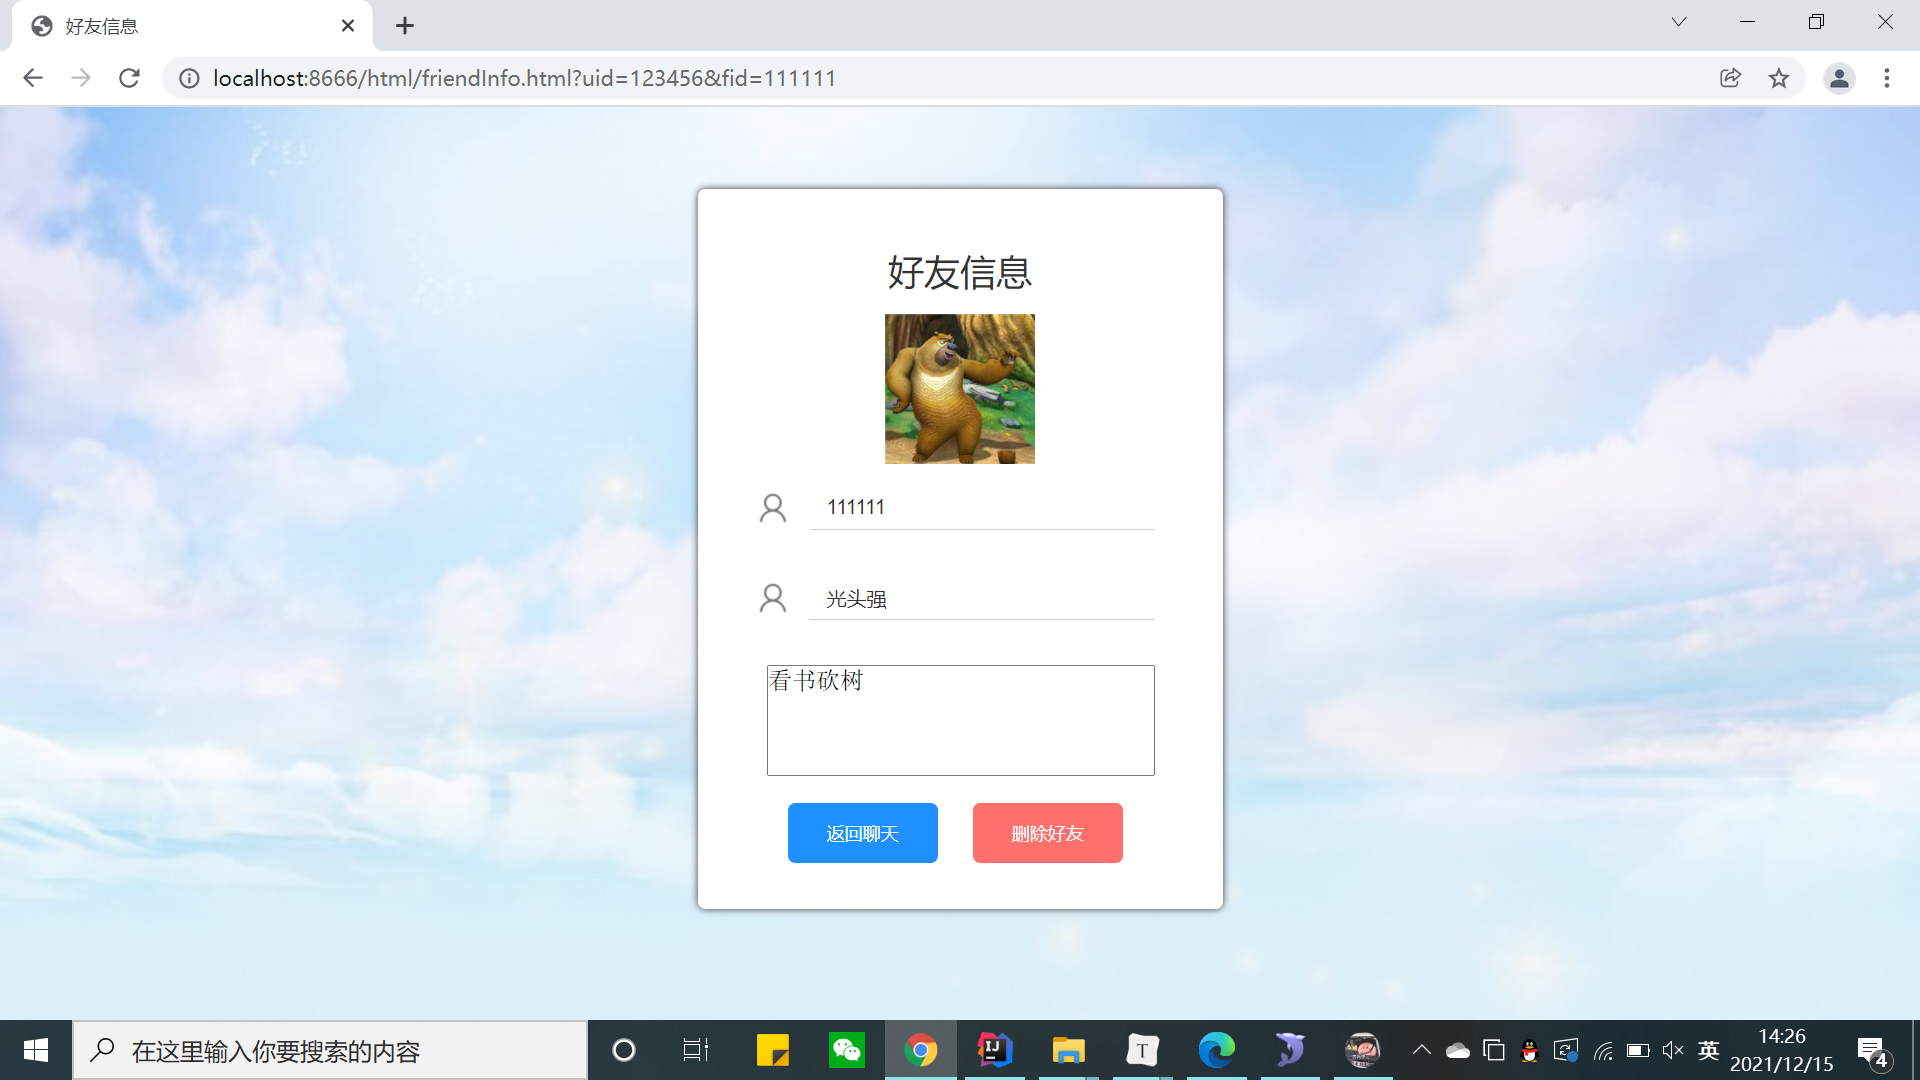 好友信息
localhost:8666/html/friendInfo.html?uid=123456&fid=111111
好友信息
111111
光头强
看书砍树
返回聊天
删除好友
在这里输入你要搜索的内容
IJ
T
英
14:26
2021/12/15
4